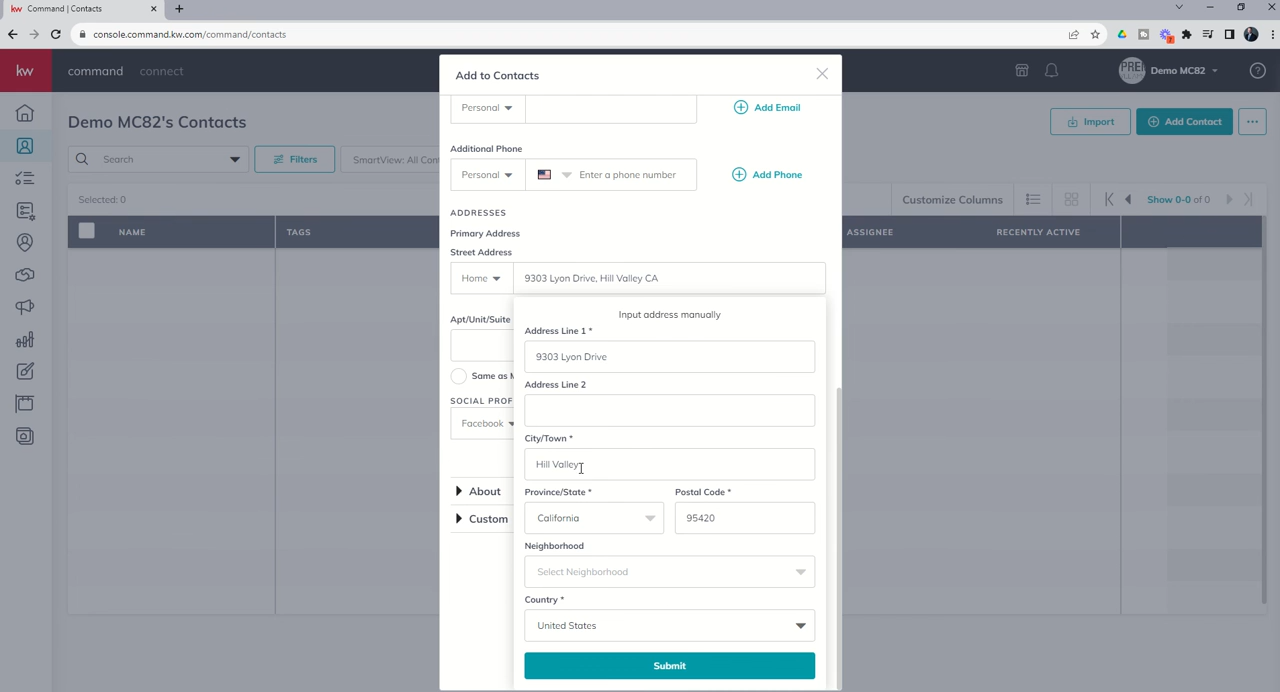 kw Command | Contacts
console.command.kw.com/command/contacts
kw command connect
PRE Demo MC82
Demo MC82's Contacts
Import
Add Contact
Search
Filters
SmartView: All Con
Selected: 0
Customize Columns
Show 0-0 of 0
NAME
TAGS
ASSIGNEE
RECENTLY ACTIVE
Add to Contacts
Personal
Add Email
Additional Phone
Personal
Enter a phone number
Add Phone
ADDRESSES
Primary Address
Street Address
Home
9303 Lyon Drive, Hill Valley CA
Apt/Unit/Suite
Same as M
SOCIAL PROF
Facebook
About
Custom
Input address manually
Address Line 1 *
9303 Lyon Drive
Address Line 2
City/Town *
Hill Valley
Province/State *
Postal Code *
California
95420
Neighborhood
Select Neighborhood
Country *
United States
Submit